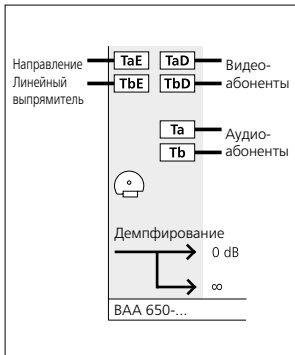 Направление
Линейный
выпрямитель
TaE
TbE
TaD
TbD
Видео-
абоненты
Ta
Tb
Аудио-
абоненты
Демпфирование
0 dB
∞
BAA 650-...